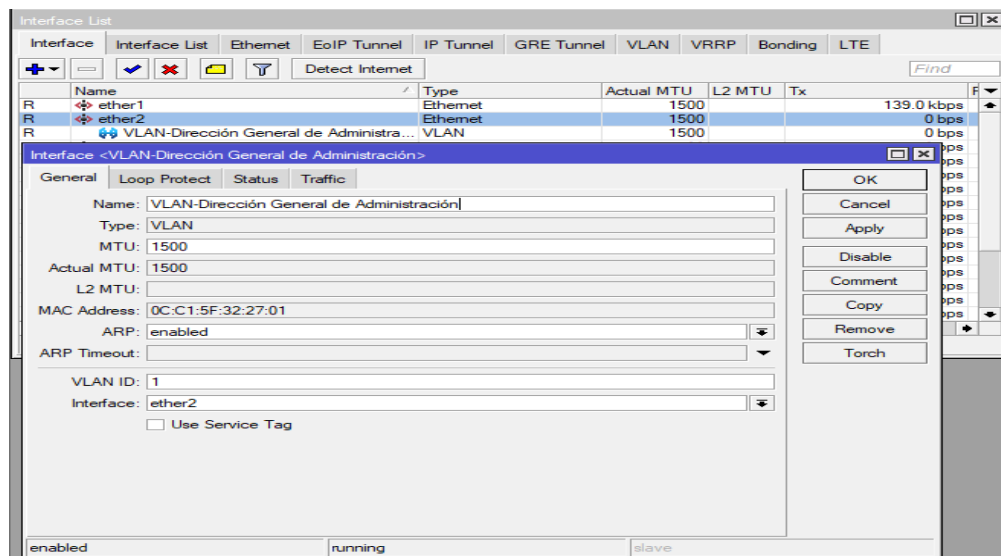 Interface List
Interface Interface List Ethernet EoIP Tunnel IP Tunnel GRE Tunnel VLAN VRRP Bonding LTE
Detect Internet Find
Name Type Actual MTU L2 MTU Tx
R ether1 Ethernet 1500 139.0 kbps
R ether2 Ethernet 1500 0 bps
R VLAN-Dirección General de Administra... VLAN 1500 0 bps
Interface <VLAN-Dirección General de Administración>
General Loop Protect Status Traffic
OK
Name: VLAN-Dirección General de Administración
Cancel
Type: VLAN
Apply
MTU: 1500
Disable
Actual MTU: 1500
Comment
L2 MTU:
Copy
MAC Address: 0C:C1:5F:32:27:01
Remove
ARP: enabled
Torch
ARP Timeout:
VLAN ID: 1
Interface: ether2
Use Service Tag
enabled running slave